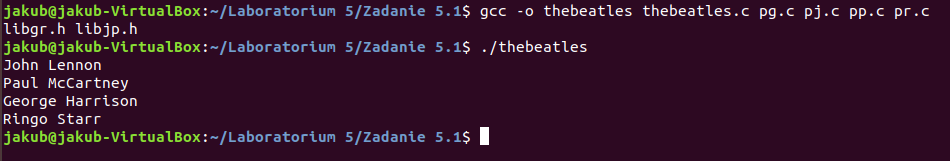 jakub@jakub-VirtualBox:~/Laboratorium 5/Zadanie 5.1$ gcc -o thebeatles thebeatles.c pg.c pj.c pp.c pr.c
libgr.h libjp.h
jakub@jakub-VirtualBox:~/Laboratorium 5/Zadanie 5.1$ ./thebeatles
John Lennon
Paul McCartney
George Harrison
Ringo Starr
jakub@jakub-VirtualBox:~/Laboratorium 5/Zadanie 5.1$